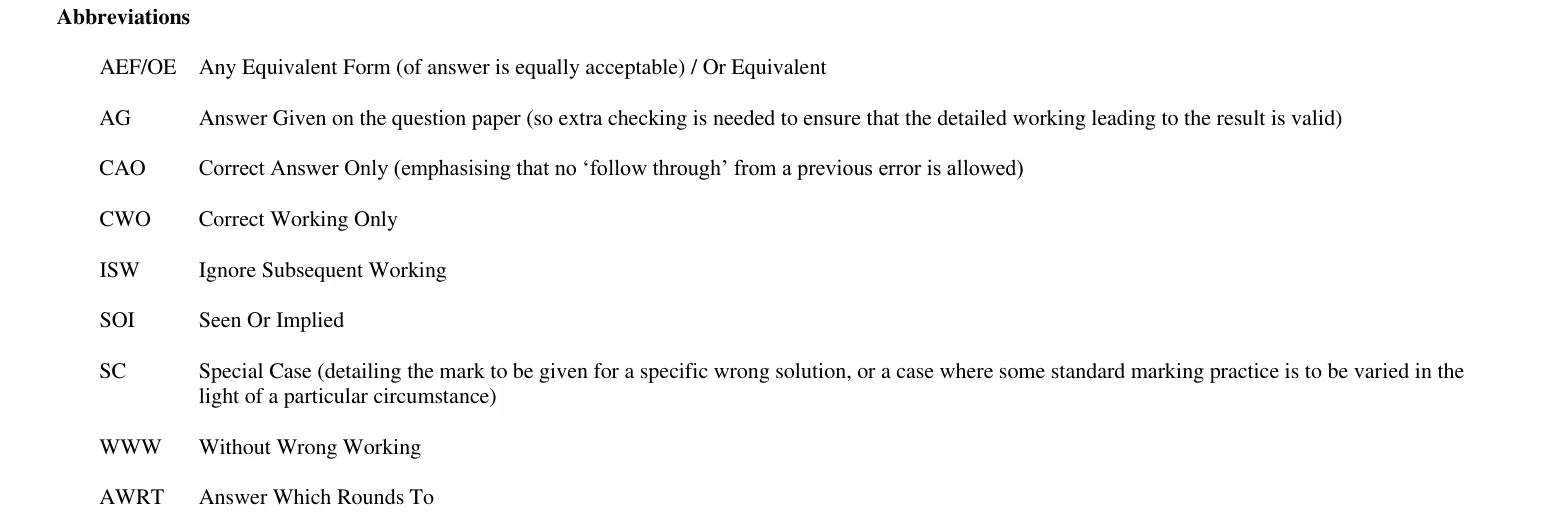 Abbreviations
AEF/OE Any Equivalent Form (of answer is equally acceptable) / Or Equivalent
AG Answer Given on the question paper (so extra checking is needed to ensure that the detailed working leading to the result is valid)
CAO Correct Answer Only (emphasising that no ‘follow through’ from a previous error is allowed)
CWO Correct Working Only
ISW Ignore Subsequent Working
SOI Seen Or Implied
SC Special Case (detailing the mark to be given for a specific wrong solution, or a case where some standard marking practice is to be varied in the
light of a particular circumstance)
WWW Without Wrong Working
AWRT Answer Which Rounds To